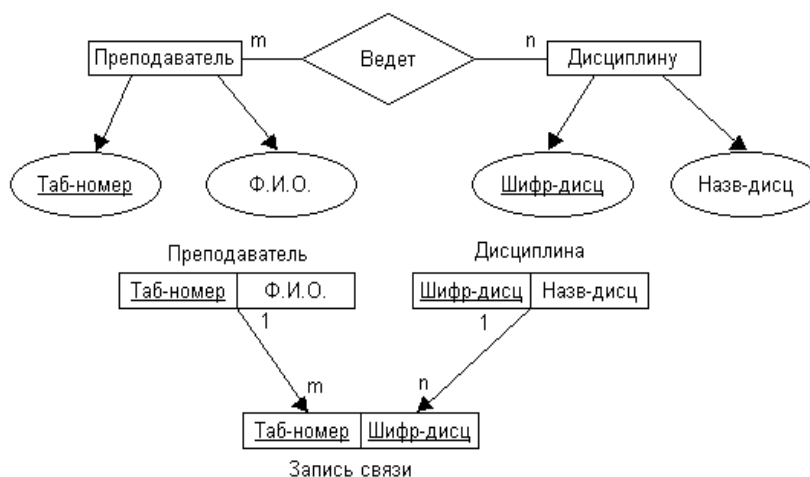 m n
Преподаватель Ведет Дисциплину
Таб-номер Ф.И.О. Шифр-дисц Назв-дисц
Преподаватель Дисциплина
Таб-номер Ф.И.О. Шифр-дисц Назв-дисц
1 1
m n
Таб-номер Шифр-дисц
Запись связи